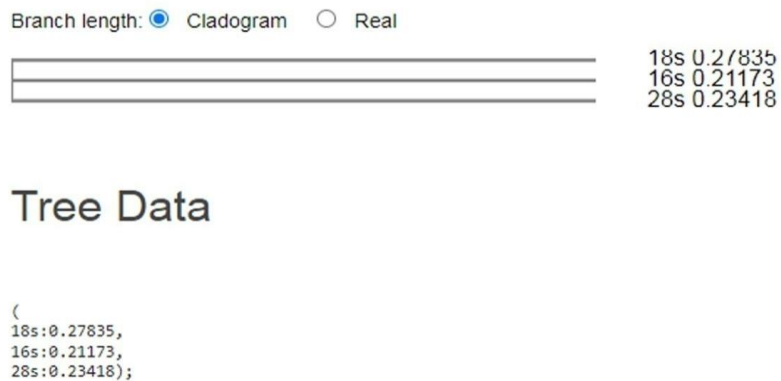 Branch length: Cladogram Real
18s 0.27835
16s 0.21173
28s 0.23418
Tree Data
(
18s:0.27835,
16s:0.21173,
28s:0.23418);